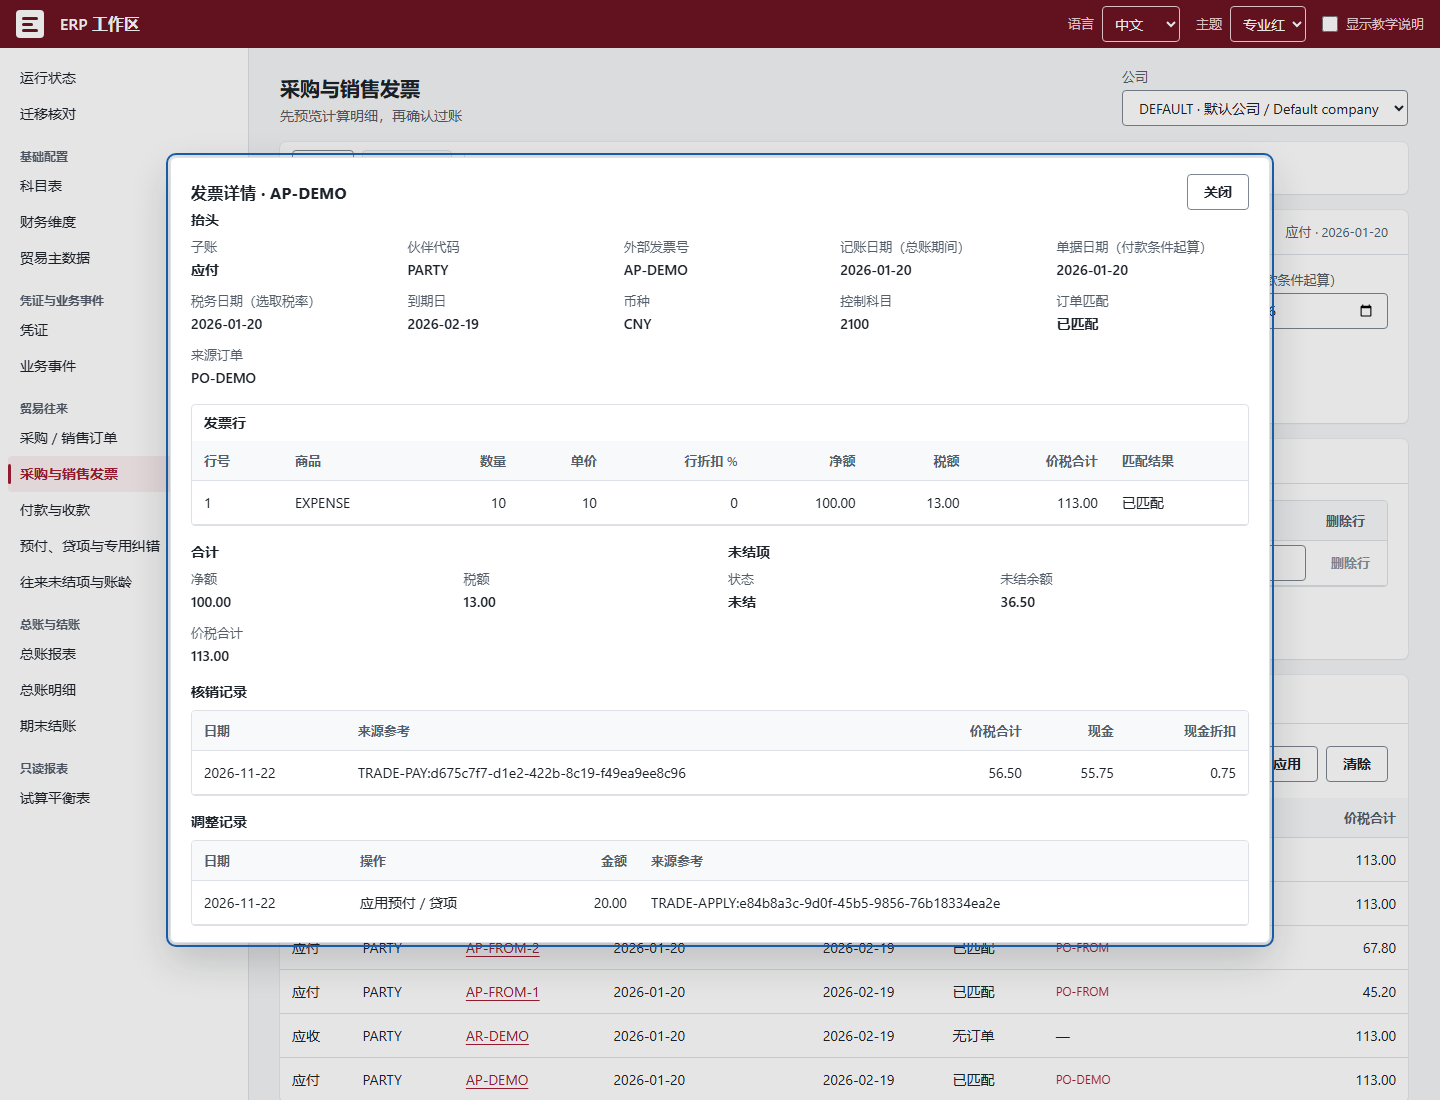 ERP 工作区
语言 中文 主题 专业红 显示教学说明
运行状态
迁移核对
基础配置
科目表
财务维度
贸易主数据
凭证与业务事件
凭证
业务事件
贸易往来
采购 / 销售订单
采购与销售发票
付款与收款
预付、贷项与专用纠错
往来未结项与账龄
总账与结账
总账报表
总账明细
期末结账
只读报表
试算平衡表
采购与销售发票
先预览计算明细，再确认过账
公司
DEFAULT · 默认公司 / Default company
应付 · 2026-01-20
款条件起算）
删除行
删除行
应用 清除
价税合计
113.00
113.00
发票详情 · AP-DEMO
关闭
抬头
子账 伙伴代码 外部发票号 记账日期（总账期间） 单据日期（付款条件起算）
应付 PARTY AP-DEMO 2026-01-20 2026-01-20
税务日期（选取税率） 到期日 币种 控制科目 订单匹配
2026-01-20 2026-02-19 CNY 2100 已匹配
来源订单
PO-DEMO
发票行
行号 商品 数量 单价 行折扣 % 净额 税额 价税合计 匹配结果
1 EXPENSE 10 10 0 100.00 13.00 113.00 已匹配
合计 未结项
净额 税额 状态 未结余额
100.00 13.00 未结 36.50
价税合计
113.00
核销记录
日期 来源参考 价税合计 现金 现金折扣
2026-11-22 TRADE-PAY:d675c7f7-d1e2-422b-8c19-f49ea9ee8c96 56.50 55.75 0.75
调整记录
日期 操作 金额 来源参考
2026-11-22 应用预付 / 贷项 20.00 TRADE-APPLY:e84b8a3c-9d0f-45b5-9856-76b18334ea2e
应付 PARTY AP-FROM-2 2026-01-20 2026-02-19 已匹配 PO-FROM 67.80
应付 PARTY AP-FROM-1 2026-01-20 2026-02-19 已匹配 PO-FROM 45.20
应收 PARTY AR-DEMO 2026-01-20 2026-02-19 无订单 — 113.00
应付 PARTY AP-DEMO 2026-01-20 2026-02-19 已匹配 PO-DEMO 113.00